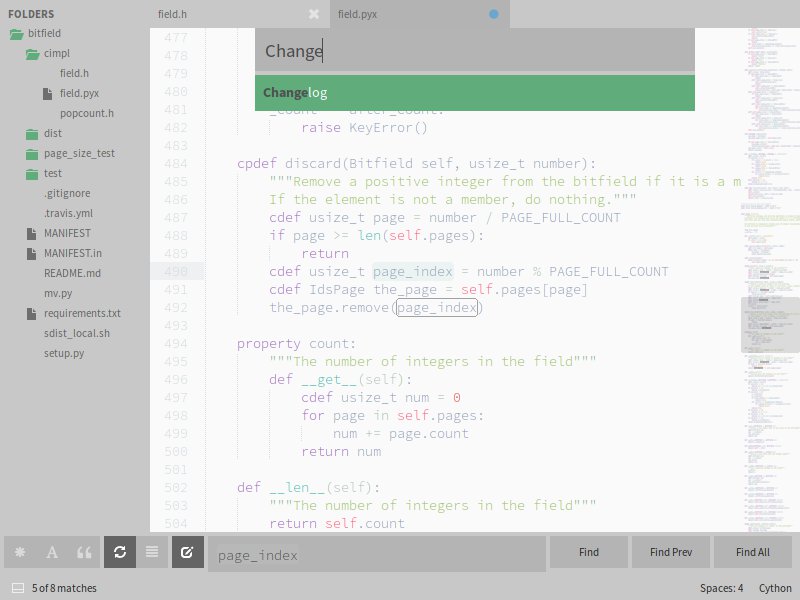 FOLDERS
bitfield
cimpl
field.h
field.pyx
popcount.h
dist
page_size_test
test
.gitignore
.travis.yml
MANIFEST
MANIFEST.in
README.md
mv.py
requirements.txt
sdist_local.sh
setup.py
field.h
field.pyx
Change
Changelog
477
478
479
480
481
482 raise KeyError()
483
484 cpdef discard(Bitfield self, usize_t number):
485 """Remove a positive integer from the bitfield if it is a m
486 If the element is not a member, do nothing."""
487 cdef usize_t page = number / PAGE_FULL_COUNT
488 if page >= len(self.pages):
489 return
490 cdef usize_t page_index = number % PAGE_FULL_COUNT
491 cdef IdsPage the_page = self.pages[page]
492 the_page.remove(page_index)
493
494 property count:
495 """The number of integers in the field"""
496 def __get__(self):
497 cdef usize_t num = 0
498 for page in self.pages:
499 num += page.count
500 return num
501
502 def __len__(self):
503 """The number of integers in the field"""
504 return self.count
page_index
Find
Find Prev
Find All
5 of 8 matches
Spaces: 4
Cython